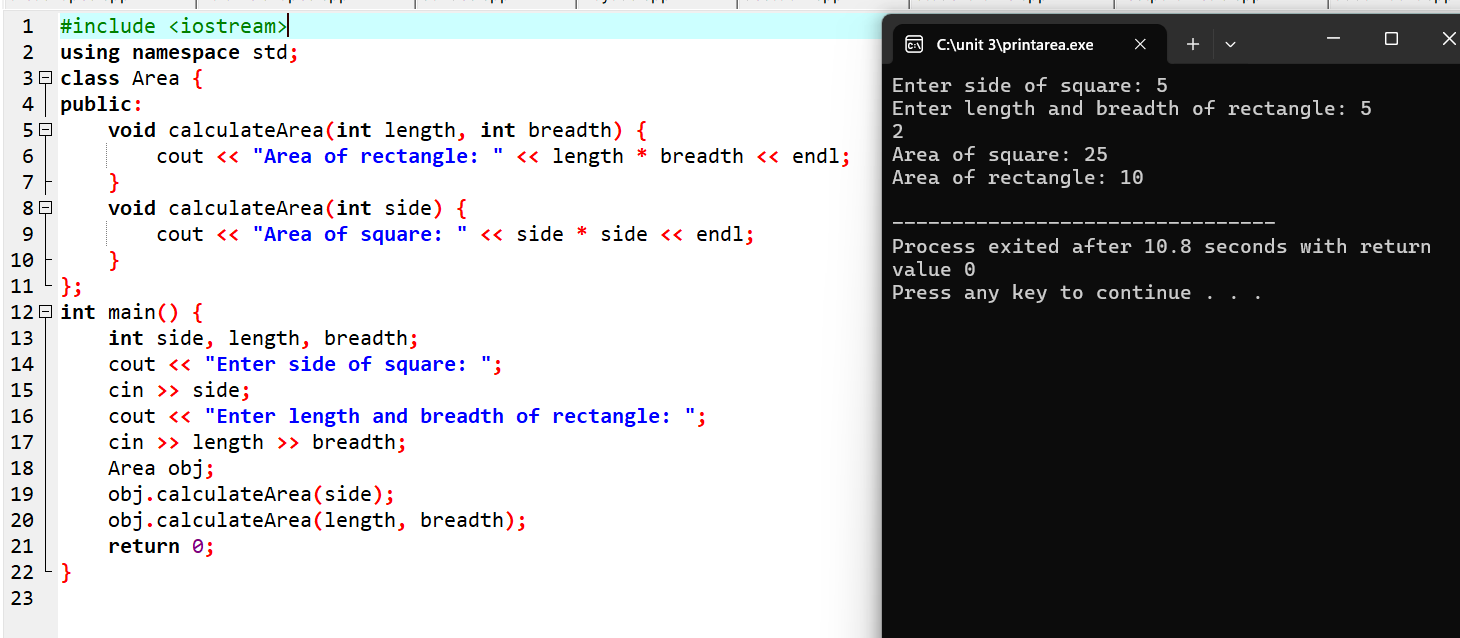 1 #include <iostream>
2 using namespace std;
3 class Area {
4 public:
5 void calculateArea(int length, int breadth) {
6 cout << "Area of rectangle: " << length * breadth << endl;
7 }
8 void calculateArea(int side) {
9 cout << "Area of square: " << side * side << endl;
10 }
11 };
12 int main() {
13 int side, length, breadth;
14 cout << "Enter side of square: ";
15 cin >> side;
16 cout << "Enter length and breadth of rectangle: ";
17 cin >> length >> breadth;
18 Area obj;
19 obj.calculateArea(side);
20 obj.calculateArea(length, breadth);
21 return 0;
22 }
23
C:\unit 3\printarea.exe
Enter side of square: 5
Enter length and breadth of rectangle: 5
2
Area of square: 25
Area of rectangle: 10
--------------------------------
Process exited after 10.8 seconds with return
value 0
Press any key to continue . . .